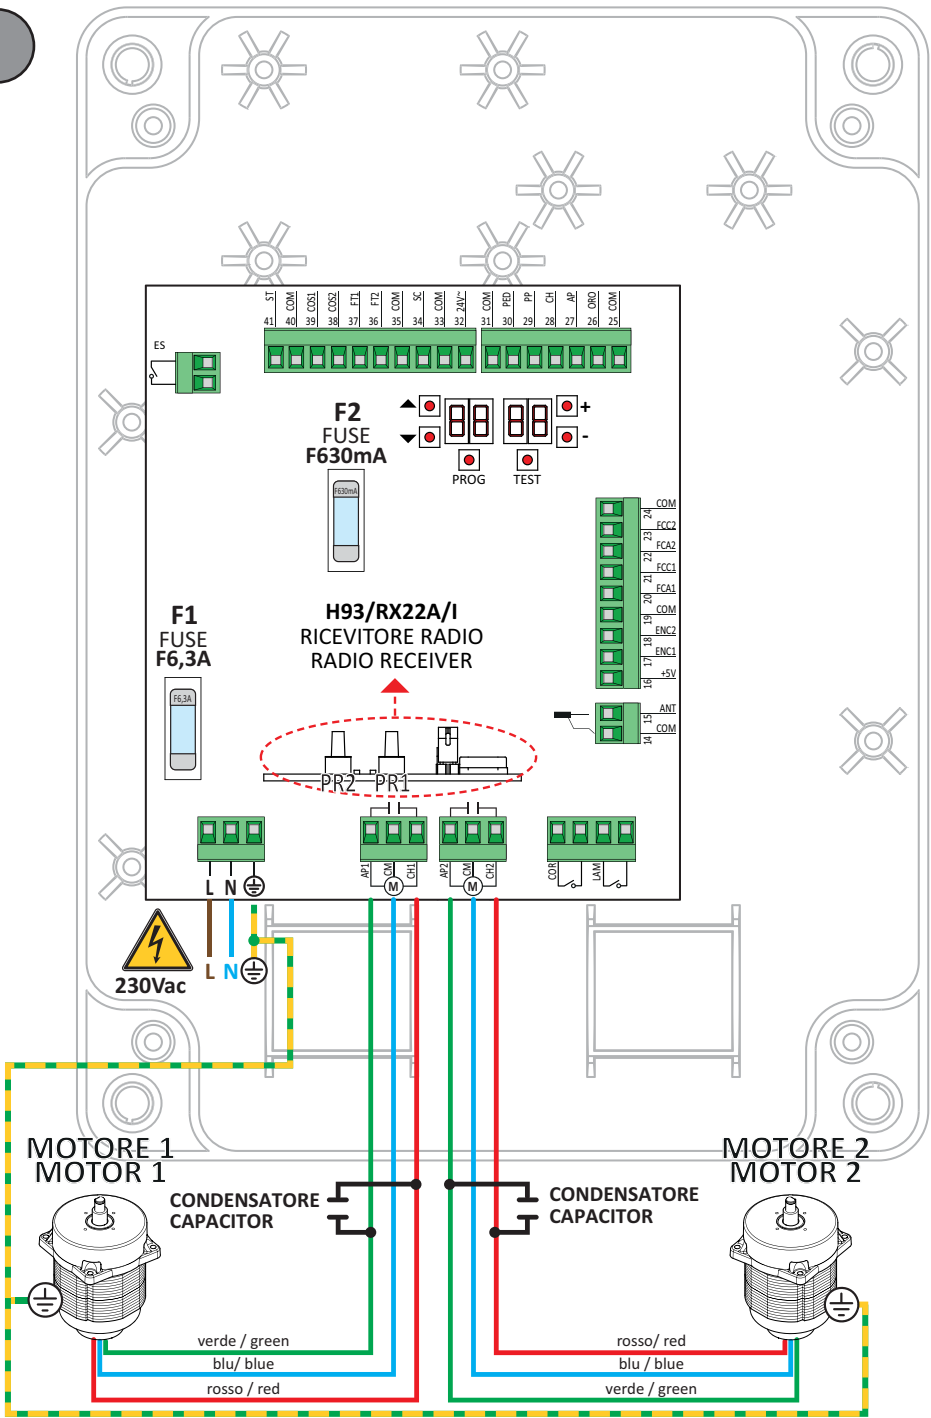 ST COM COS1 COS2 FT1 FT2 COM SC COM 24V~ COM PED PP CH AP ORO COM
41 40 39 38 37 36 35 34 33 32 31 30 29 28 27 26 25
ES
F2
FUSE
F630mA
+
-
PROG
TEST
F630mA
24 COM
23 FCC2
22 FCA2
21 FCC1
20 FCA1
19 COM
18 ENC2
17 ENC1
16 +5V
15 ANT
14 COM
F1
FUSE
F6,3A
F6,3A
H93/RX22A/I
RICEVITORE RADIO
RADIO RECEIVER
PR2 PR1
L N
AP1 CM CH1
M
AP2 CM CH2
M
COR LAM
230Vac
L N
MOTORE 1
MOTOR 1
MOTORE 2
MOTOR 2
CONDENSATORE
CAPACITOR
CONDENSATORE
CAPACITOR
verde / green
blu/ blue
rosso / red
rosso/ red
blu / blue
verde / green